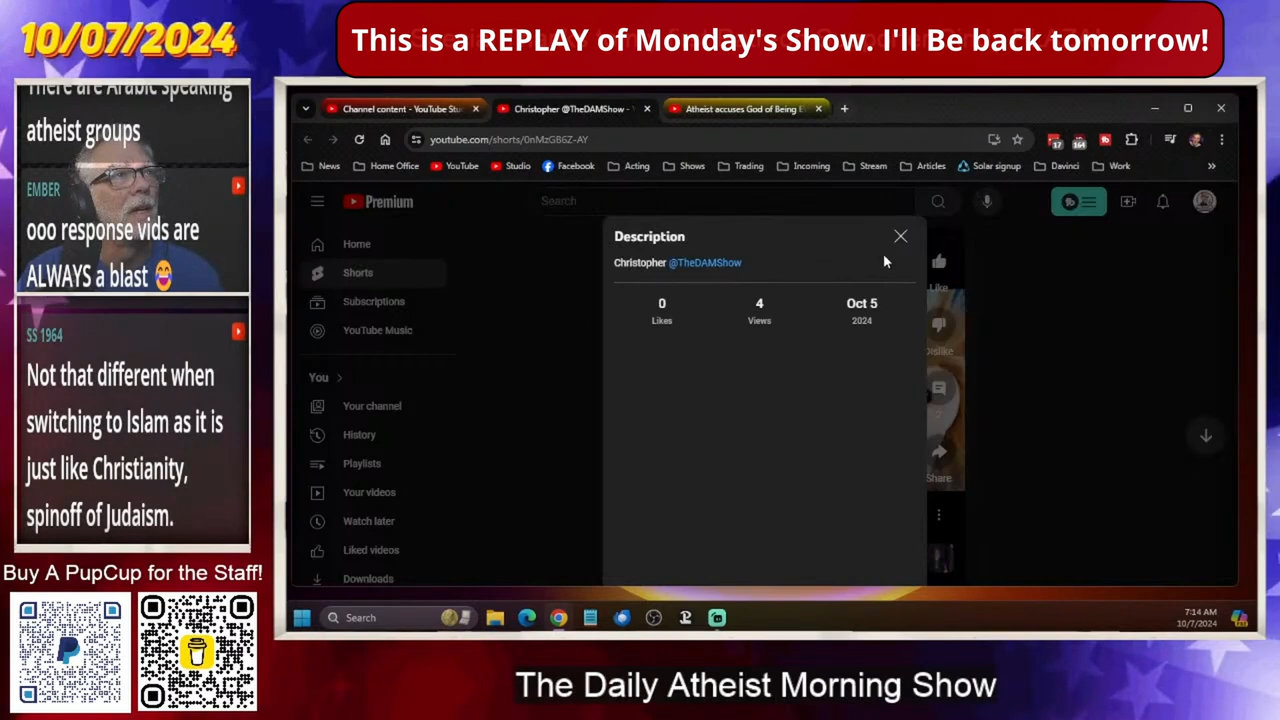 10/07/2024
This is a REPLAY of Monday's Show. I'll Be back tomorrow!
There are Arabic speaking
atheist groups
EMBER
ooo response vids are
ALWAYS a blast 😅
SS 1964
Not that different when
switching to Islam as it is
just like Christianity,
spinoff of Judaism.
Buy A PupCup for the Staff!
Channel content - YouTube Stu
Christopher @TheDAMShow -
Atheist accuses God of Being E
youtube.com/shorts/0nMzGB6Z-AY
17
164
News
Home Office
YouTube
Studio
Facebook
Acting
Shows
Trading
Incoming
Stream
Articles
Solar signup
Davinci
Work
Premium
Search
Home
Shorts
Subscriptions
YouTube Music
You
Your channel
History
Playlists
Your videos
Watch later
Liked videos
Downloads
Description
Christopher @TheDAMShow
0
Likes
4
Views
Oct 5
2024
Like
Dislike
Share
Search
7:14 AM
10/7/2024
The Daily Atheist Morning Show